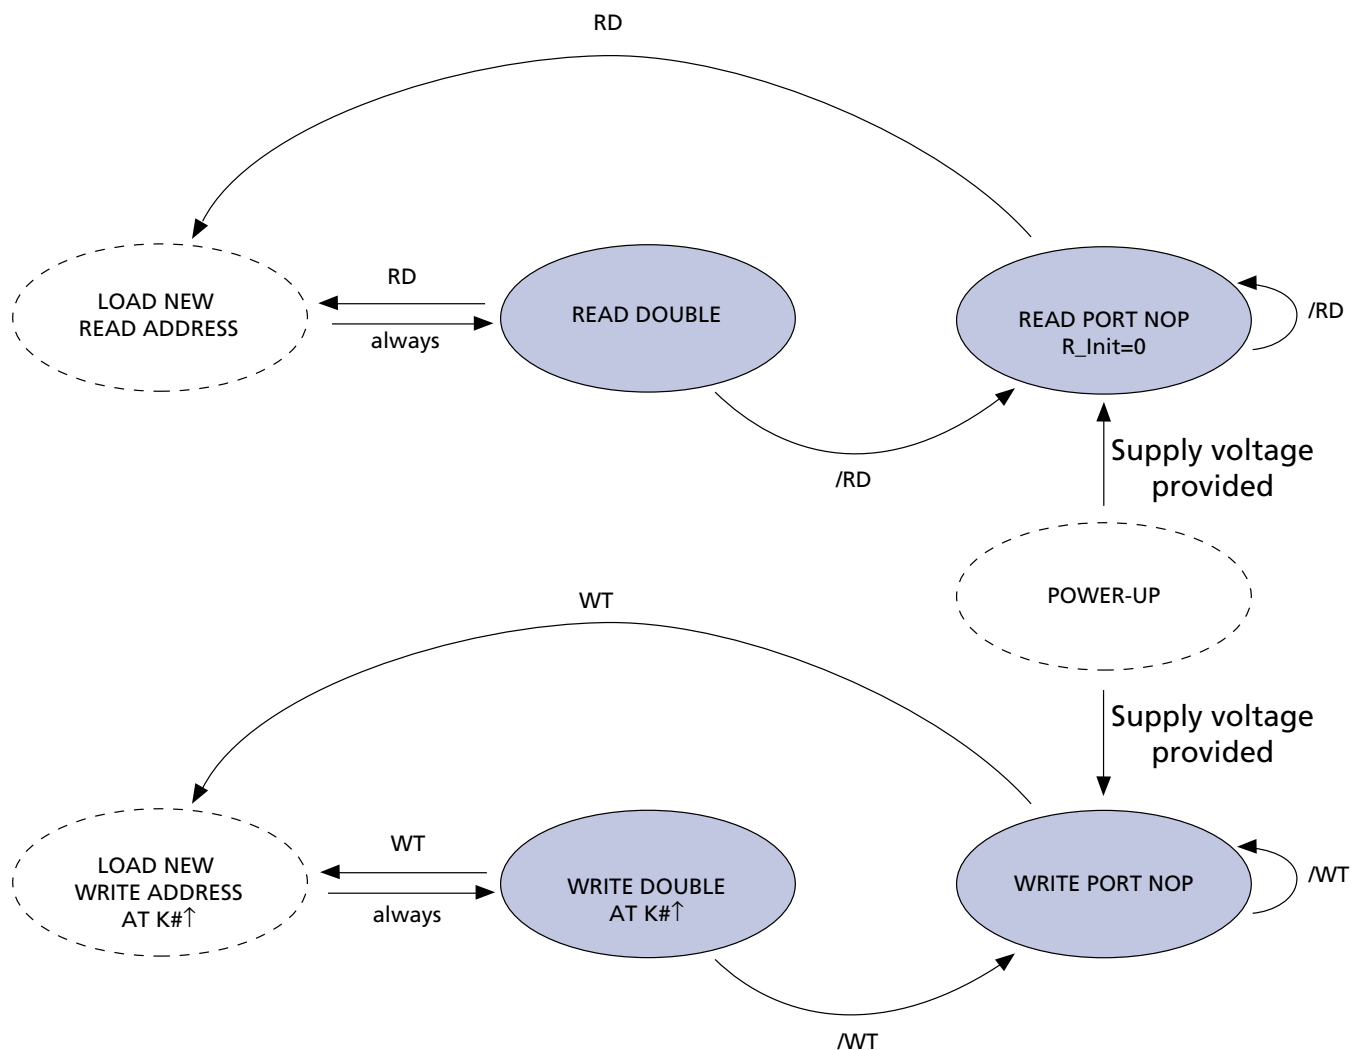 RD
LOAD NEW
READ ADDRESS
RD
always
READ DOUBLE
READ PORT NOP
R_Init=0
/RD
/RD
Supply voltage
provided
POWER-UP
WT
Supply voltage
provided
LOAD NEW
WRITE ADDRESS
AT K#↑
WT
always
WRITE DOUBLE
AT K#↑
WRITE PORT NOP
/WT
/WT